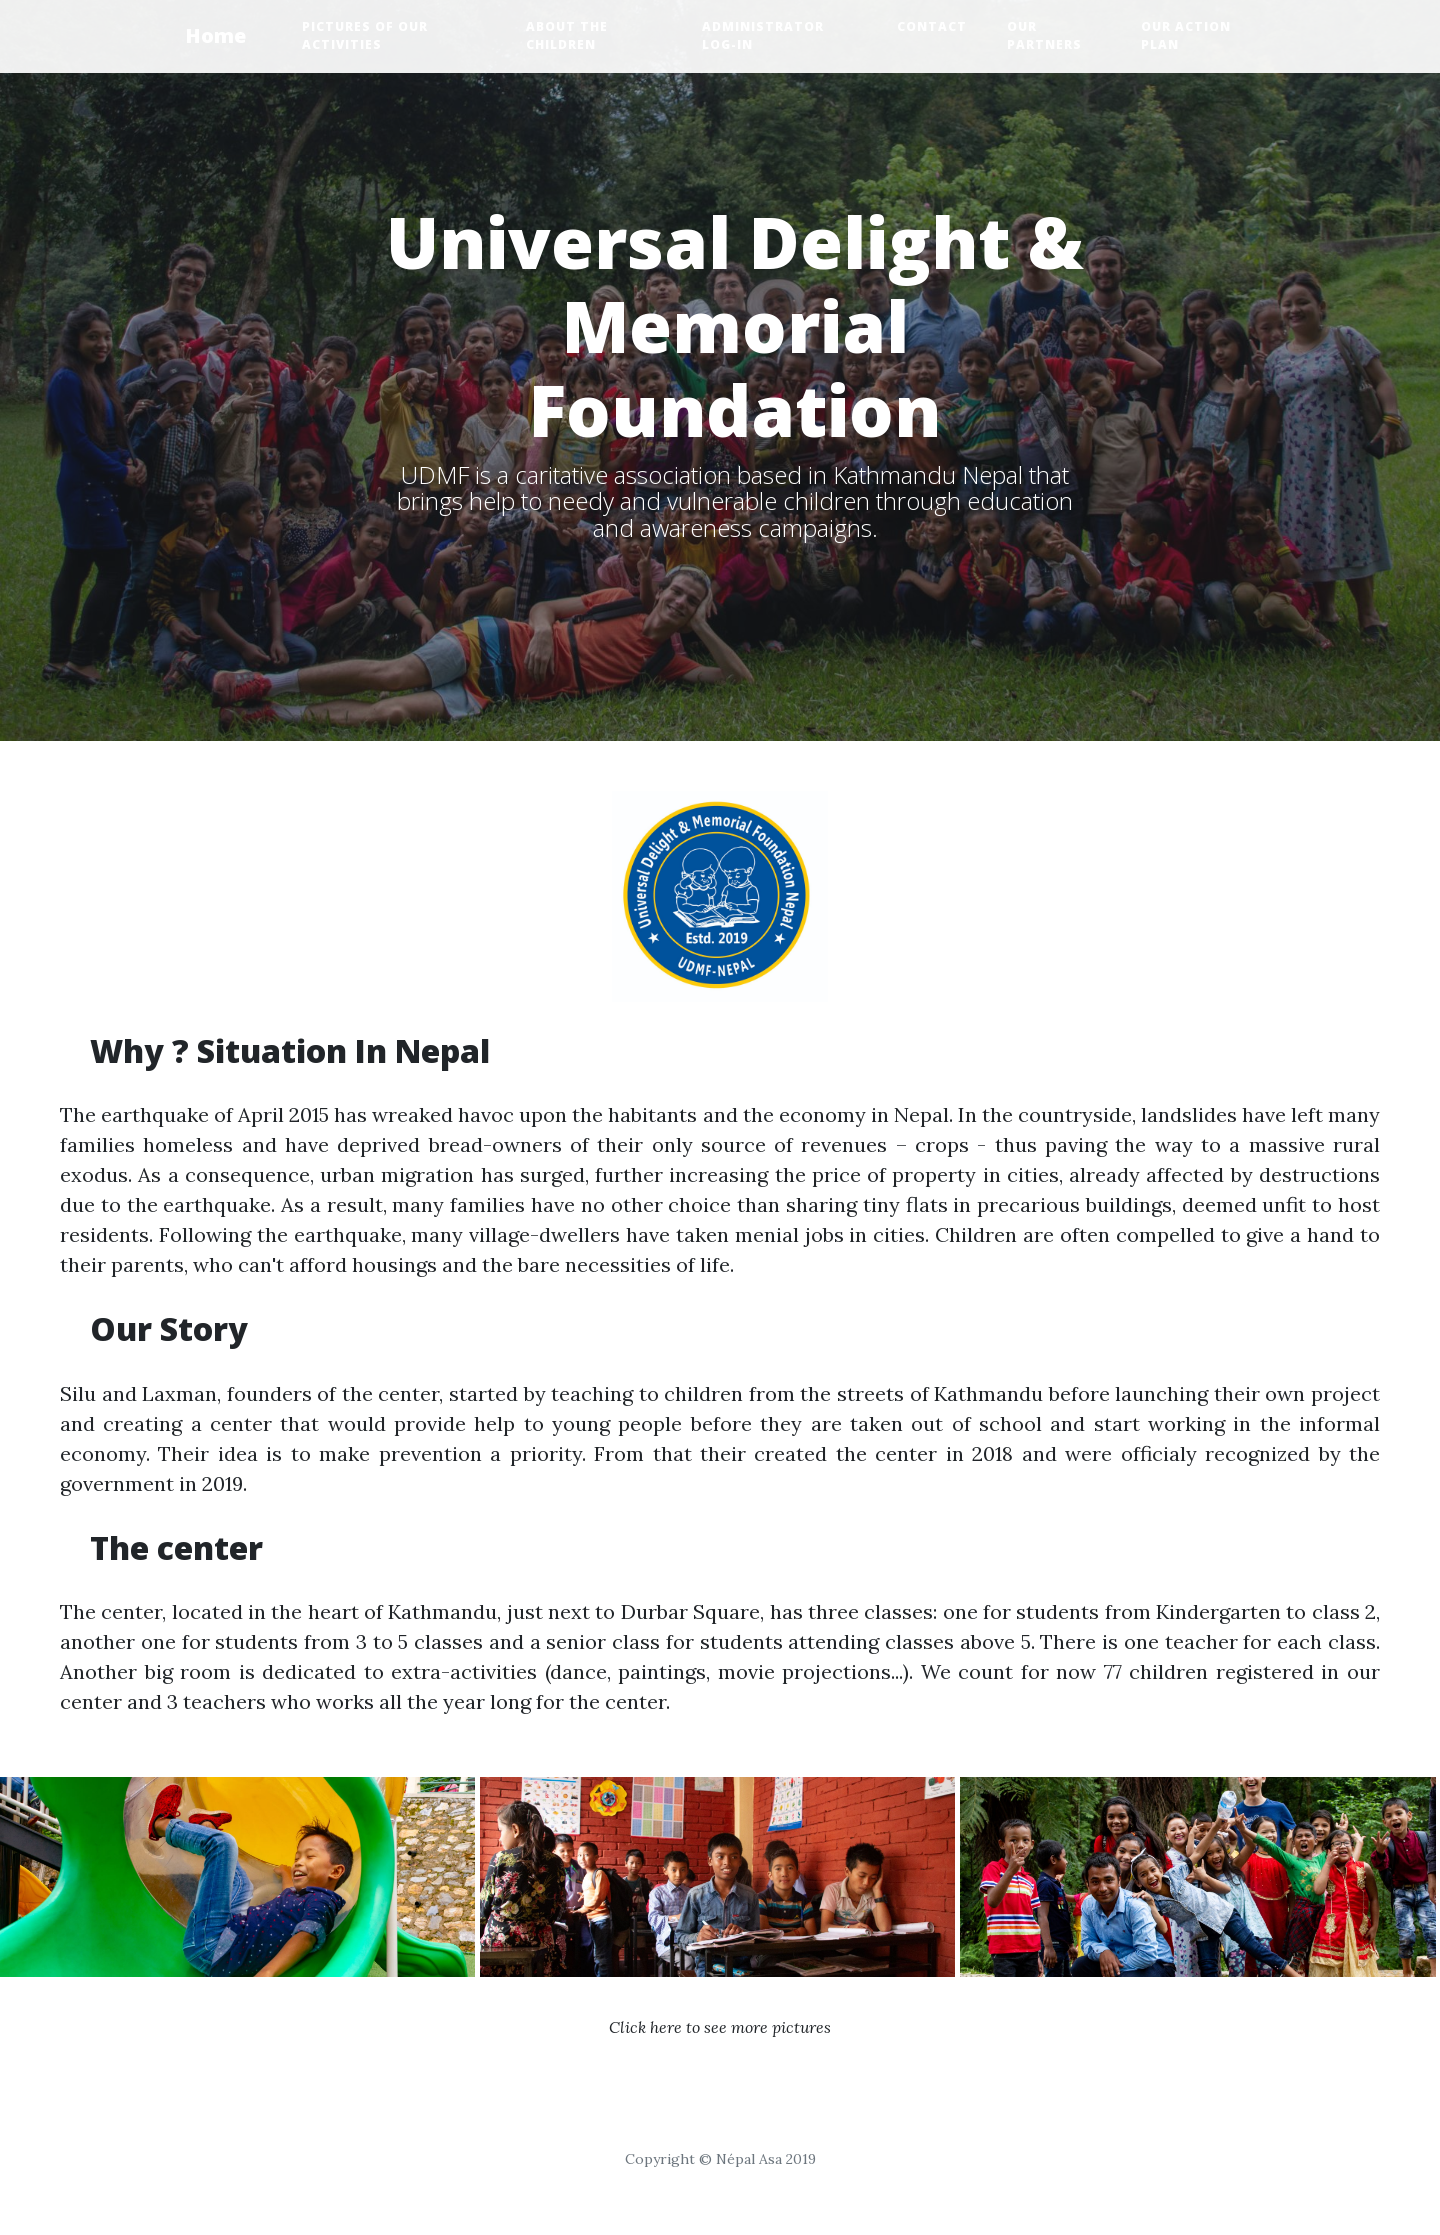 Home
PICTURES OF OUR
ACTIVITIES
ABOUT THE
CHILDREN
ADMINISTRATOR
LOG-IN
CONTACT
OUR
PARTNERS
OUR ACTION
PLAN
Universal Delight &
Memorial
Foundation
UDMF is a caritative association based in Kathmandu Nepal that
brings help to needy and vulnerable children through education
and awareness campaigns.
Universal Delight & Memorial Foundation Nepal
Estd. 2019
UDMF-NEPAL
Why ? Situation In Nepal
The earthquake of April 2015 has wreaked havoc upon the habitants and the economy in Nepal. In the countryside, landslides have left many
families homeless and have deprived bread-owners of their only source of revenues – crops - thus paving the way to a massive rural
exodus. As a consequence, urban migration has surged, further increasing the price of property in cities, already affected by destructions
due to the earthquake. As a result, many families have no other choice than sharing tiny flats in precarious buildings, deemed unfit to host
residents. Following the earthquake, many village-dwellers have taken menial jobs in cities. Children are often compelled to give a hand to
their parents, who can't afford housings and the bare necessities of life.
Our Story
Silu and Laxman, founders of the center, started by teaching to children from the streets of Kathmandu before launching their own project
and creating a center that would provide help to young people before they are taken out of school and start working in the informal
economy. Their idea is to make prevention a priority. From that their created the center in 2018 and were officialy recognized by the
government in 2019.
The center
The center, located in the heart of Kathmandu, just next to Durbar Square, has three classes: one for students from Kindergarten to class 2,
another one for students from 3 to 5 classes and a senior class for students attending classes above 5. There is one teacher for each class.
Another big room is dedicated to extra-activities (dance, paintings, movie projections...). We count for now 77 children registered in our
center and 3 teachers who works all the year long for the center.
Click here to see more pictures
Copyright © Népal Asa 2019